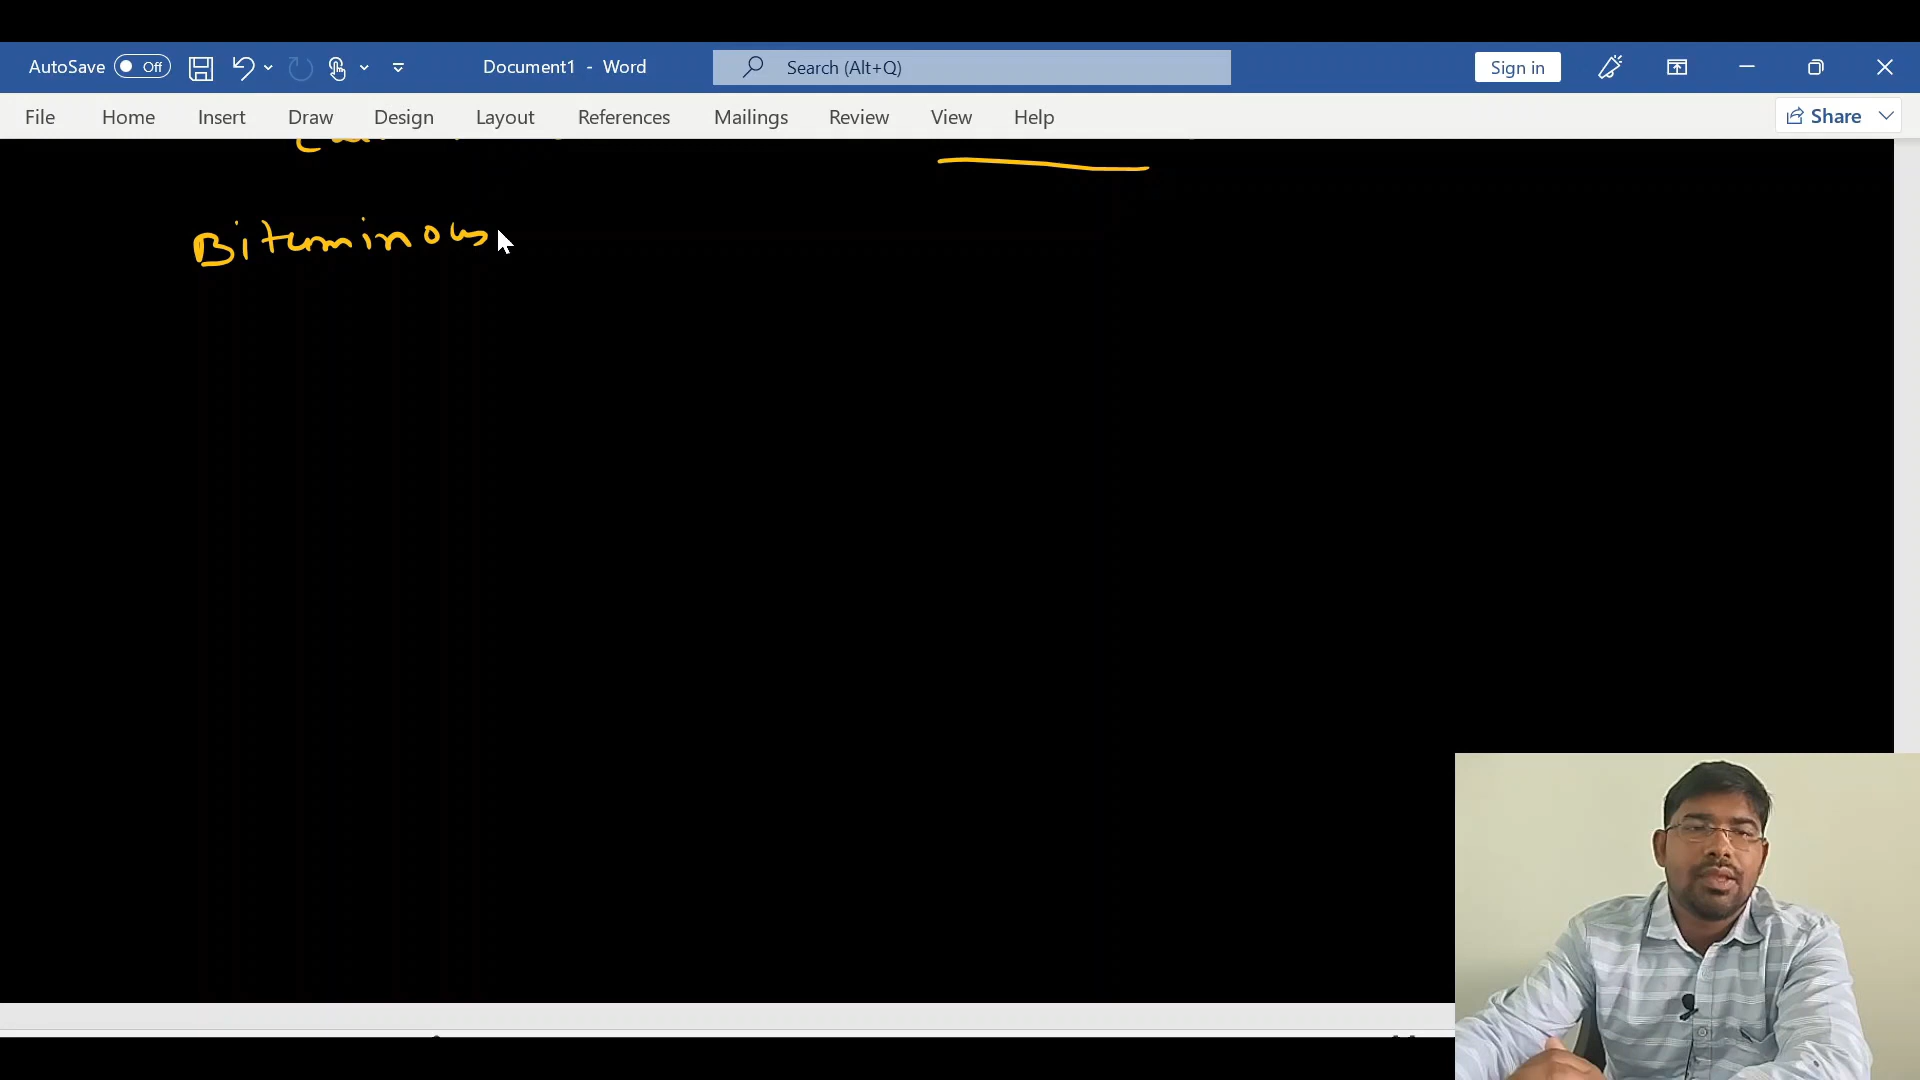 AutoSave Off Document1 - Word Search (Alt+Q) Sign in
File Home Insert Draw Design Layout References Mailings Review View Help Share
Bituminous